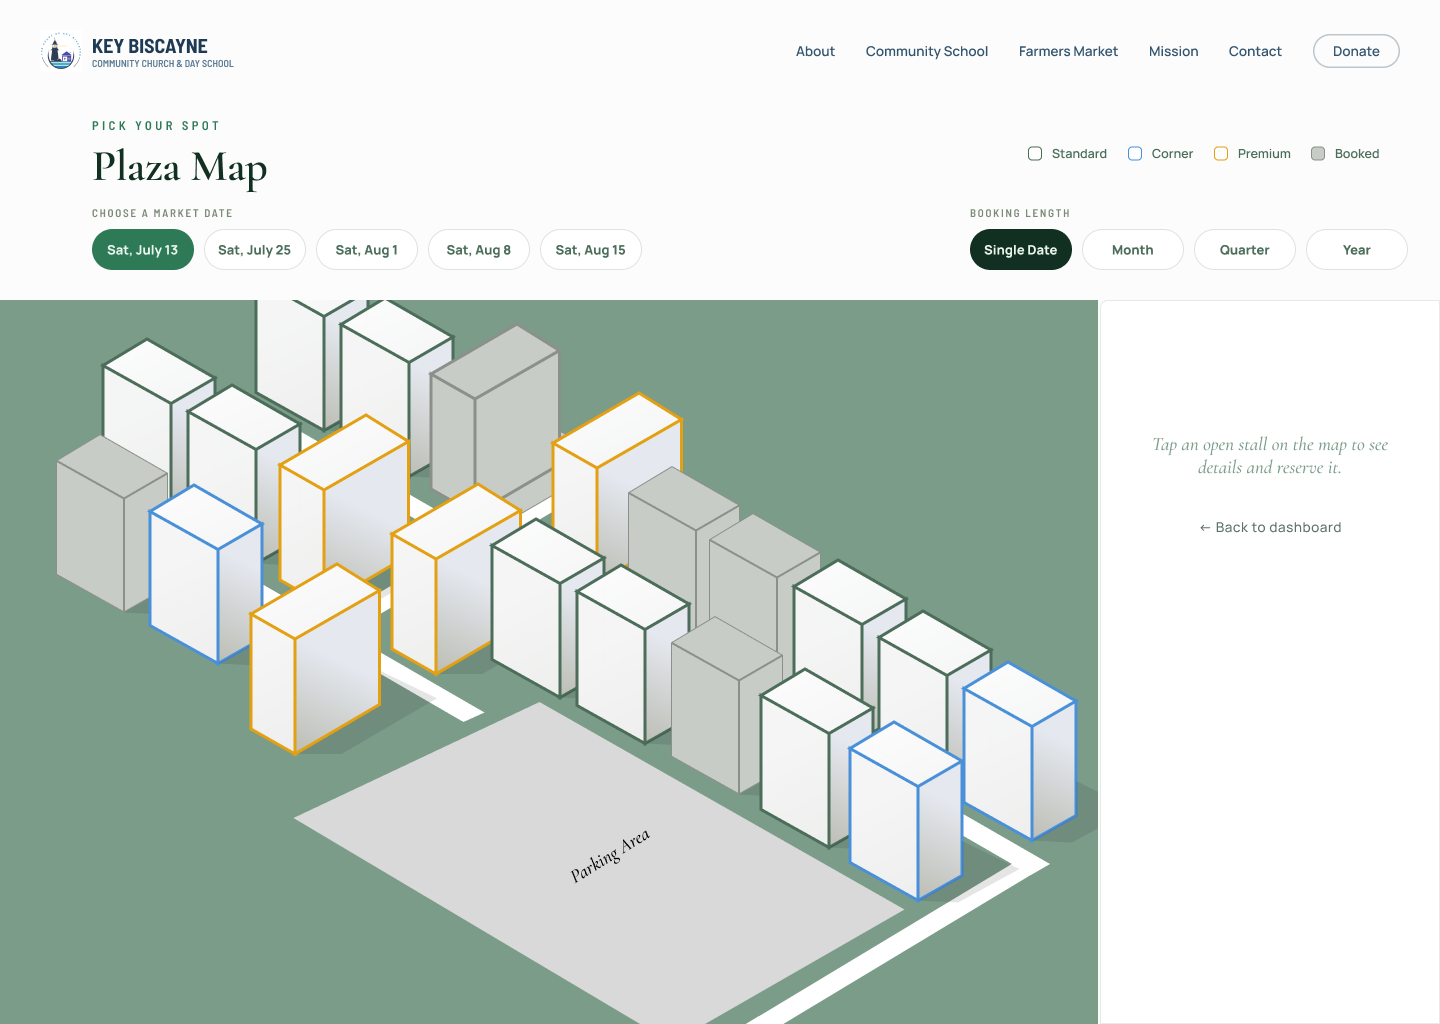 KEY BISCAYNE
COMMUNITY CHURCH & DAY SCHOOL
About
Community School
Farmers Market
Mission
Contact
Donate
PICK YOUR SPOT
Plaza Map
Standard
Corner
Premium
Booked
CHOOSE A MARKET DATE
Sat, July 13
Sat, July 25
Sat, Aug 1
Sat, Aug 8
Sat, Aug 15
BOOKING LENGTH
Single Date
Month
Quarter
Year
Tap an open stall on the map to see
details and reserve it.
← Back to dashboard
Parking Area